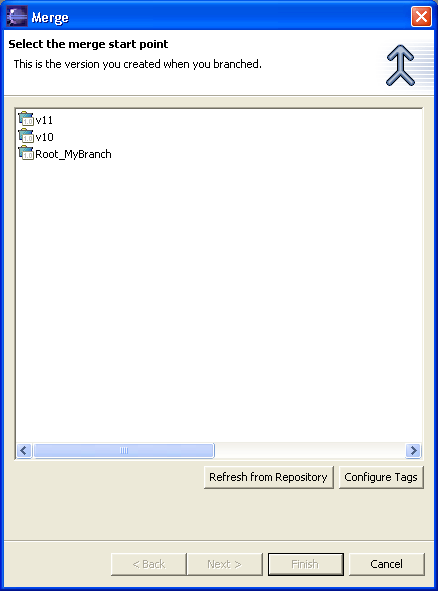 Merge
Select the merge start point
This is the version you created when you branched.
v11
v10
Root_MyBranch
Refresh from Repository
Configure Tags
< Back
Next >
Finish
Cancel